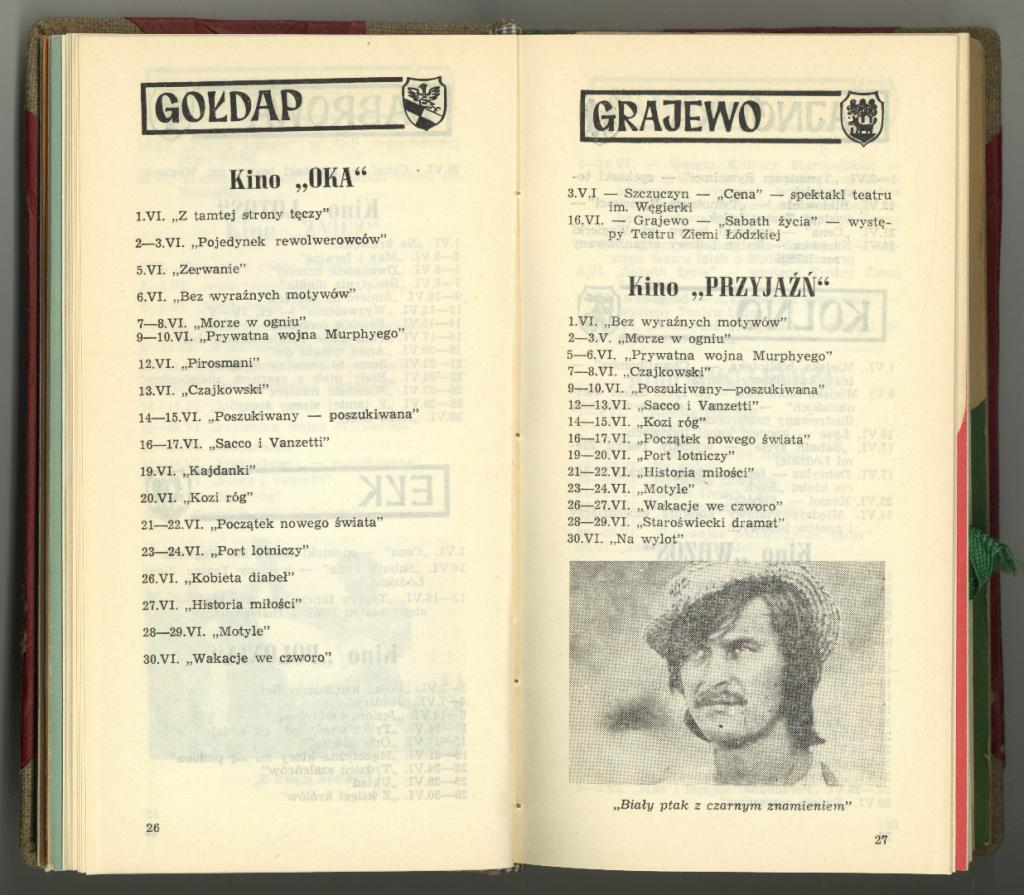 GOŁDAP
Kino „OKA“
1.VI. „Z tamtej strony tęczy”
2—3.VI. „Pojedynek rewolwerowców”
5.VI. „Zerwanie”
6.VI. „Bez wyraźnych motywów”
7—8.VI. „Morze w ogniu”
9—10.VI. „Prywatna wojna Murphyego”
12.VI. „Pirosmani”
13.VI. „Czajkowski”
14—15.VI. „Poszukiwany — poszukiwana”
16—17.VI. „Sacco i Vanzetti”
19.VI. „Kajdanki”
20.VI. „Kozi róg”
21—22.VI. „Początek nowego świata”
23—24.VI. „Port lotniczy”
26.VI. „Kobieta diabeł”
27.VI. „Historia miłości”
28—29.VI. „Motyle”
30.VI. „Wakacje we czworo”
26
GRAJEWO
3.V.I — Szczuczyn — „Cena” — spektakl teatru
im. Węgierki
16.VI. — Grajewo — „Sabath życia” — wystę-
py Teatru Ziemi Łódzkiej
Kino „PRZYJAŹŃ“
1.VI. „Bez wyraźnych motywów”
2—3.V. „Morze w ogniu”
5—6.VI. „Prywatna wojna Murphyego”
7—8.VI. „Czajkowski”
9—10.VI. „Poszukiwany—poszukiwana”
12—13.VI. „Sacco i Vanzetti”
14—15.VI. „Kozi róg”
16—17.VI. „Początek nowego świata”
19—20.VI. „Port lotniczy”
21—22.VI. „Historia miłości”
23—24.VI. „Motyle”
26—27.VI. „Wakacje we czworo”
28—29.VI. „Staroświecki dramat”
30.VI. „Na wylot”
„Biały ptak z czarnym znamieniem”
27